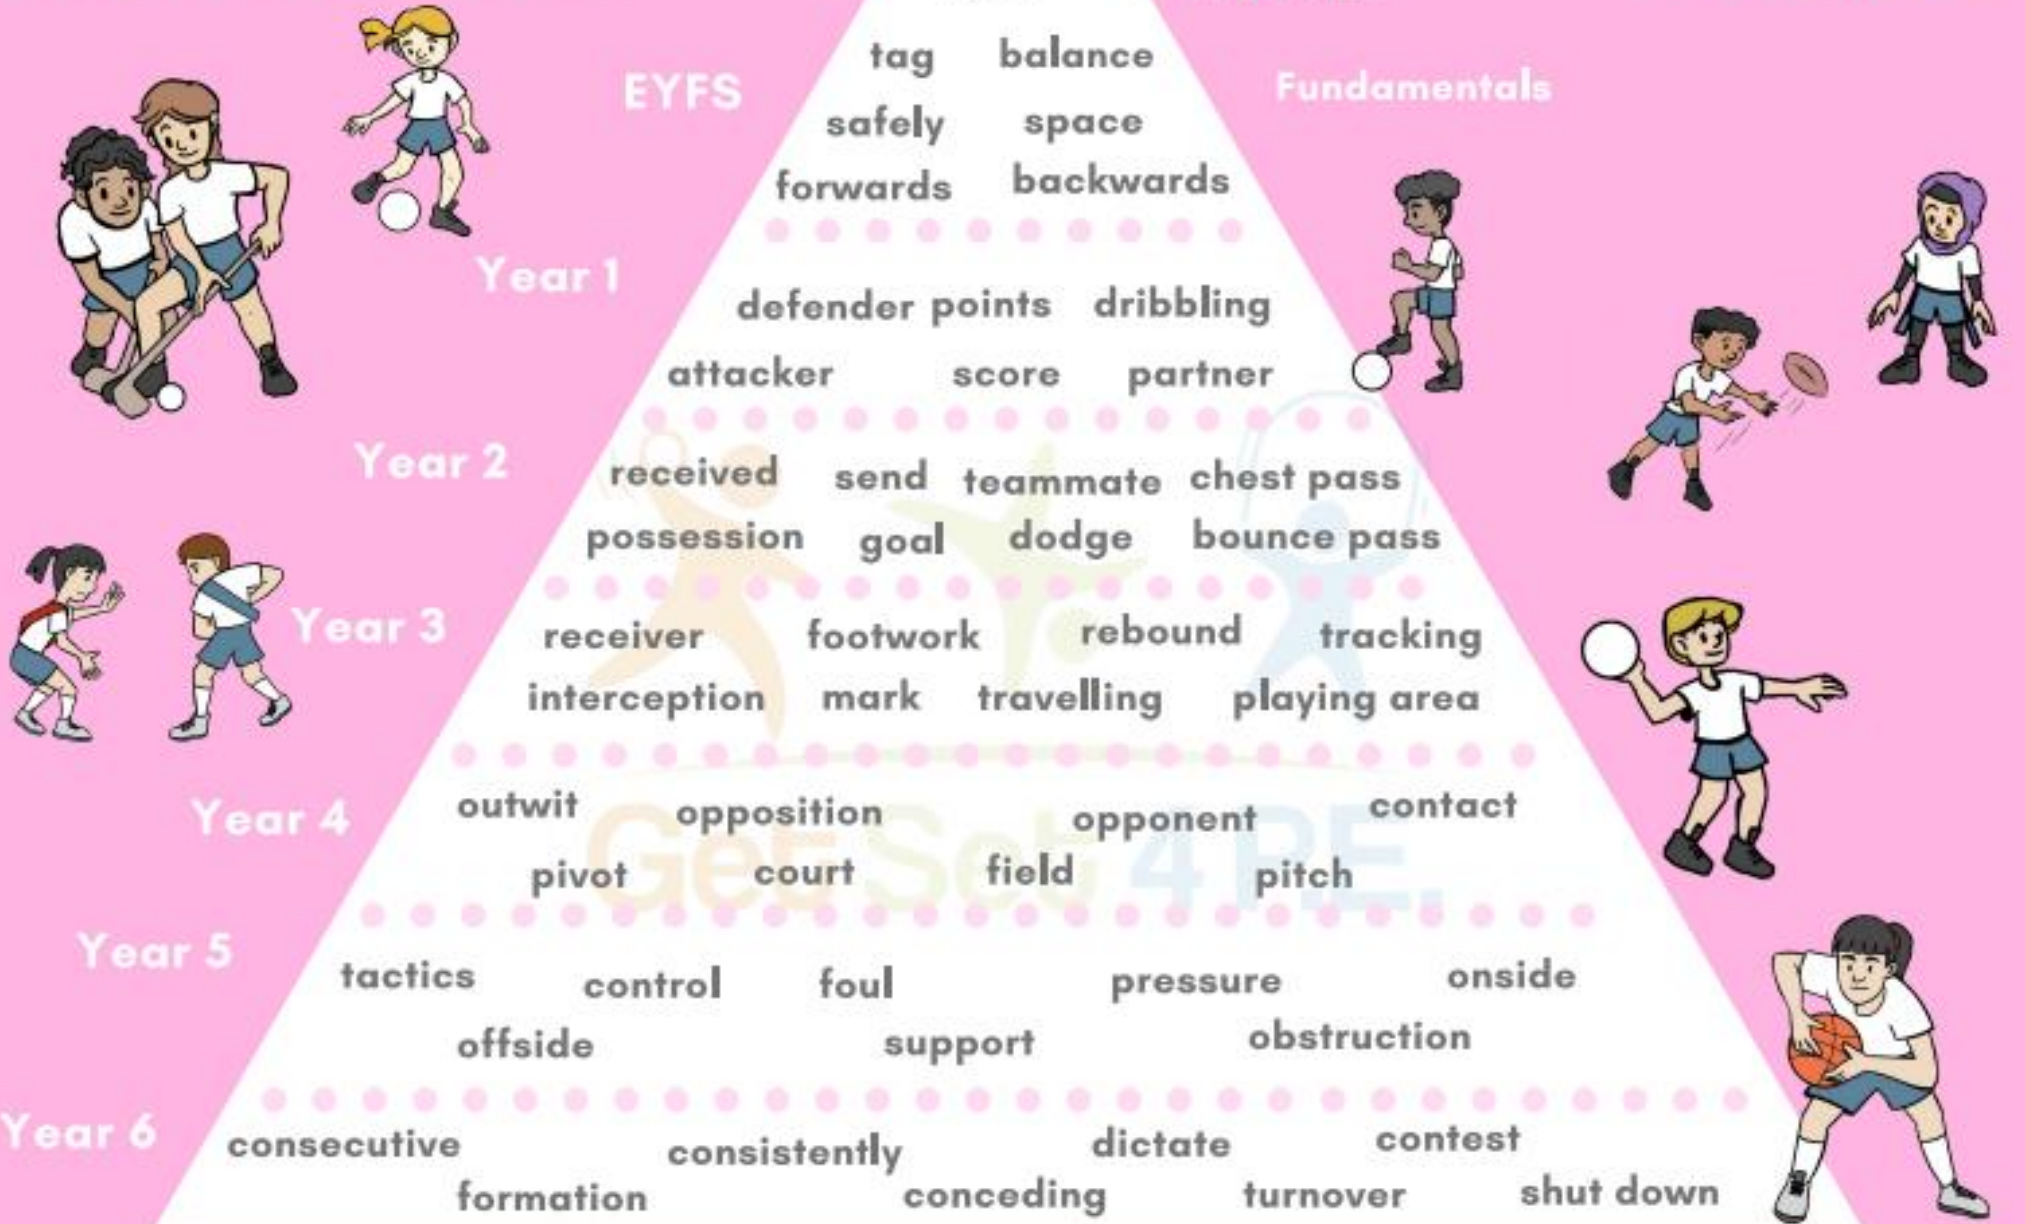 tag balance
EYFS
Fundamentals
safely space
forwards backwards
Year 1
defender points dribbling
attacker score partner
Year 2
received send teammate chest pass
possession goal dodge bounce pass
Year 3
receiver footwork rebound tracking
interception mark travelling playing area
Year 4
outwit opposition opponent contact
Get Set 4 P.E.
pivot court field pitch
Year 5
tactics control foul pressure onside
offside support obstruction
Year 6
consecutive consistently dictate contest
formation conceding turnover shut down